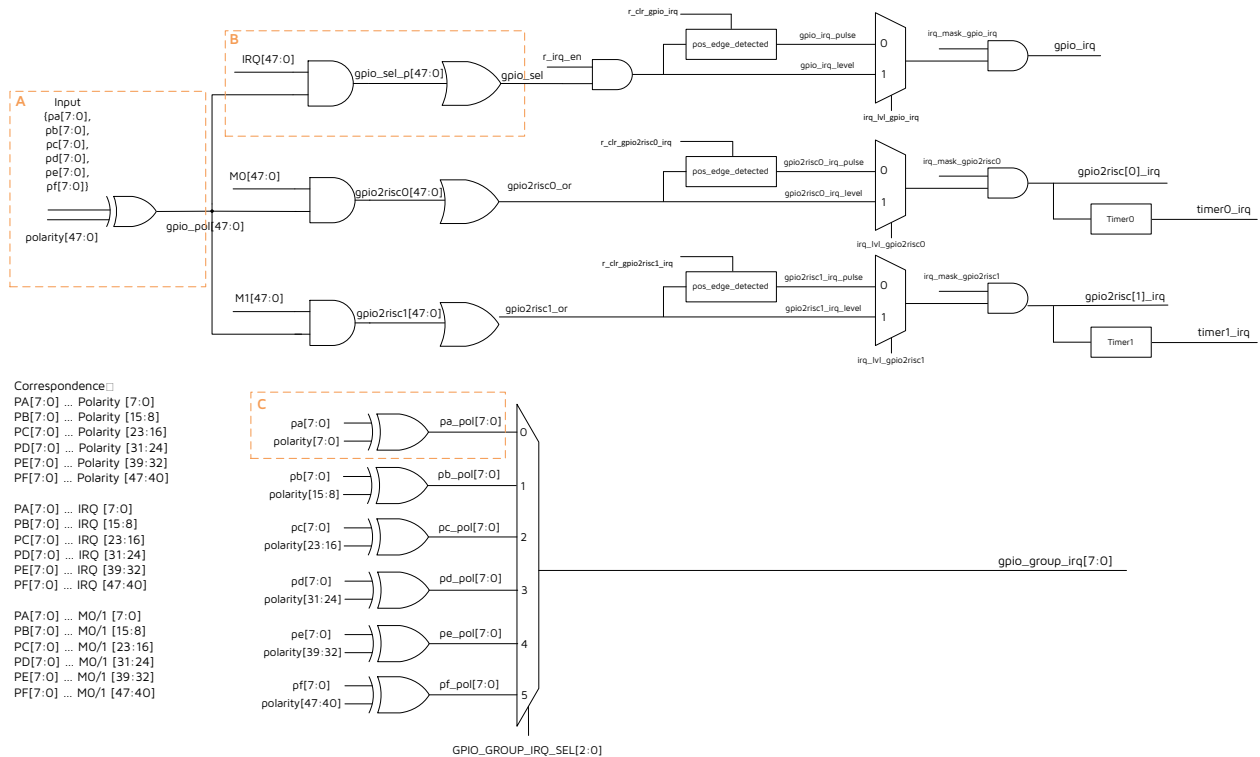 B
IRQ[47:0]
gpio_sel_p[47:0]
gpio_sel
r_irq_en
r_clr_gpio_irq
pos_edge_detected
gpio_irq_pulse
gpio_irq_level
0
1
irq_lvl_gpio_irq
irq_mask_gpio_irq
gpio_irq
A
Input
{pa[7:0],
pb[7:0],
pc[7:0],
pd[7:0],
pe[7:0],
pf[7:0]}
polarity[47:0]
gpio_pol[47:0]
M0[47:0]
gpio2risc0[47:0]
gpio2risc0_or
r_clr_gpio2risc0_irq
pos_edge_detected
gpio2risc0_irq_pulse
gpio2risc0_irq_level
0
1
irq_lvl_gpio2risc0
irq_mask_gpio2risc0
gpio2risc[0]_irq
Timer0
timer0_irq
M1[47:0]
gpio2risc1[47:0]
gpio2risc1_or
r_clr_gpio2risc1_irq
pos_edge_detected
gpio2risc1_irq_pulse
gpio2risc1_irq_level
0
1
irq_lvl_gpio2risc1
irq_mask_gpio2risc1
gpio2risc[1]_irq
Timer1
timer1_irq
Correspondence□
PA[7:0] ... Polarity [7:0]
PB[7:0] ... Polarity [15:8]
PC[7:0] ... Polarity [23:16]
PD[7:0] ... Polarity [31:24]
PE[7:0] ... Polarity [39:32]
PF[7:0] ... Polarity [47:40]
PA[7:0] ... IRQ [7:0]
PB[7:0] ... IRQ [15:8]
PC[7:0] ... IRQ [23:16]
PD[7:0] ... IRQ [31:24]
PE[7:0] ... IRQ [39:32]
PF[7:0] ... IRQ [47:40]
PA[7:0] ... M0/1 [7:0]
PB[7:0] ... M0/1 [15:8]
PC[7:0] ... M0/1 [23:16]
PD[7:0] ... M0/1 [31:24]
PE[7:0] ... M0/1 [39:32]
PF[7:0] ... M0/1 [47:40]
C
pa[7:0]
polarity[7:0]
pa_pol[7:0]
0
pb[7:0]
polarity[15:8]
pb_pol[7:0]
1
pc[7:0]
polarity[23:16]
pc_pol[7:0]
2
pd[7:0]
polarity[31:24]
pd_pol[7:0]
3
pe[7:0]
polarity[39:32]
pe_pol[7:0]
4
pf[7:0]
polarity[47:40]
pf_pol[7:0]
5
gpio_group_irq[7:0]
GPIO_GROUP_IRQ_SEL[2:0]